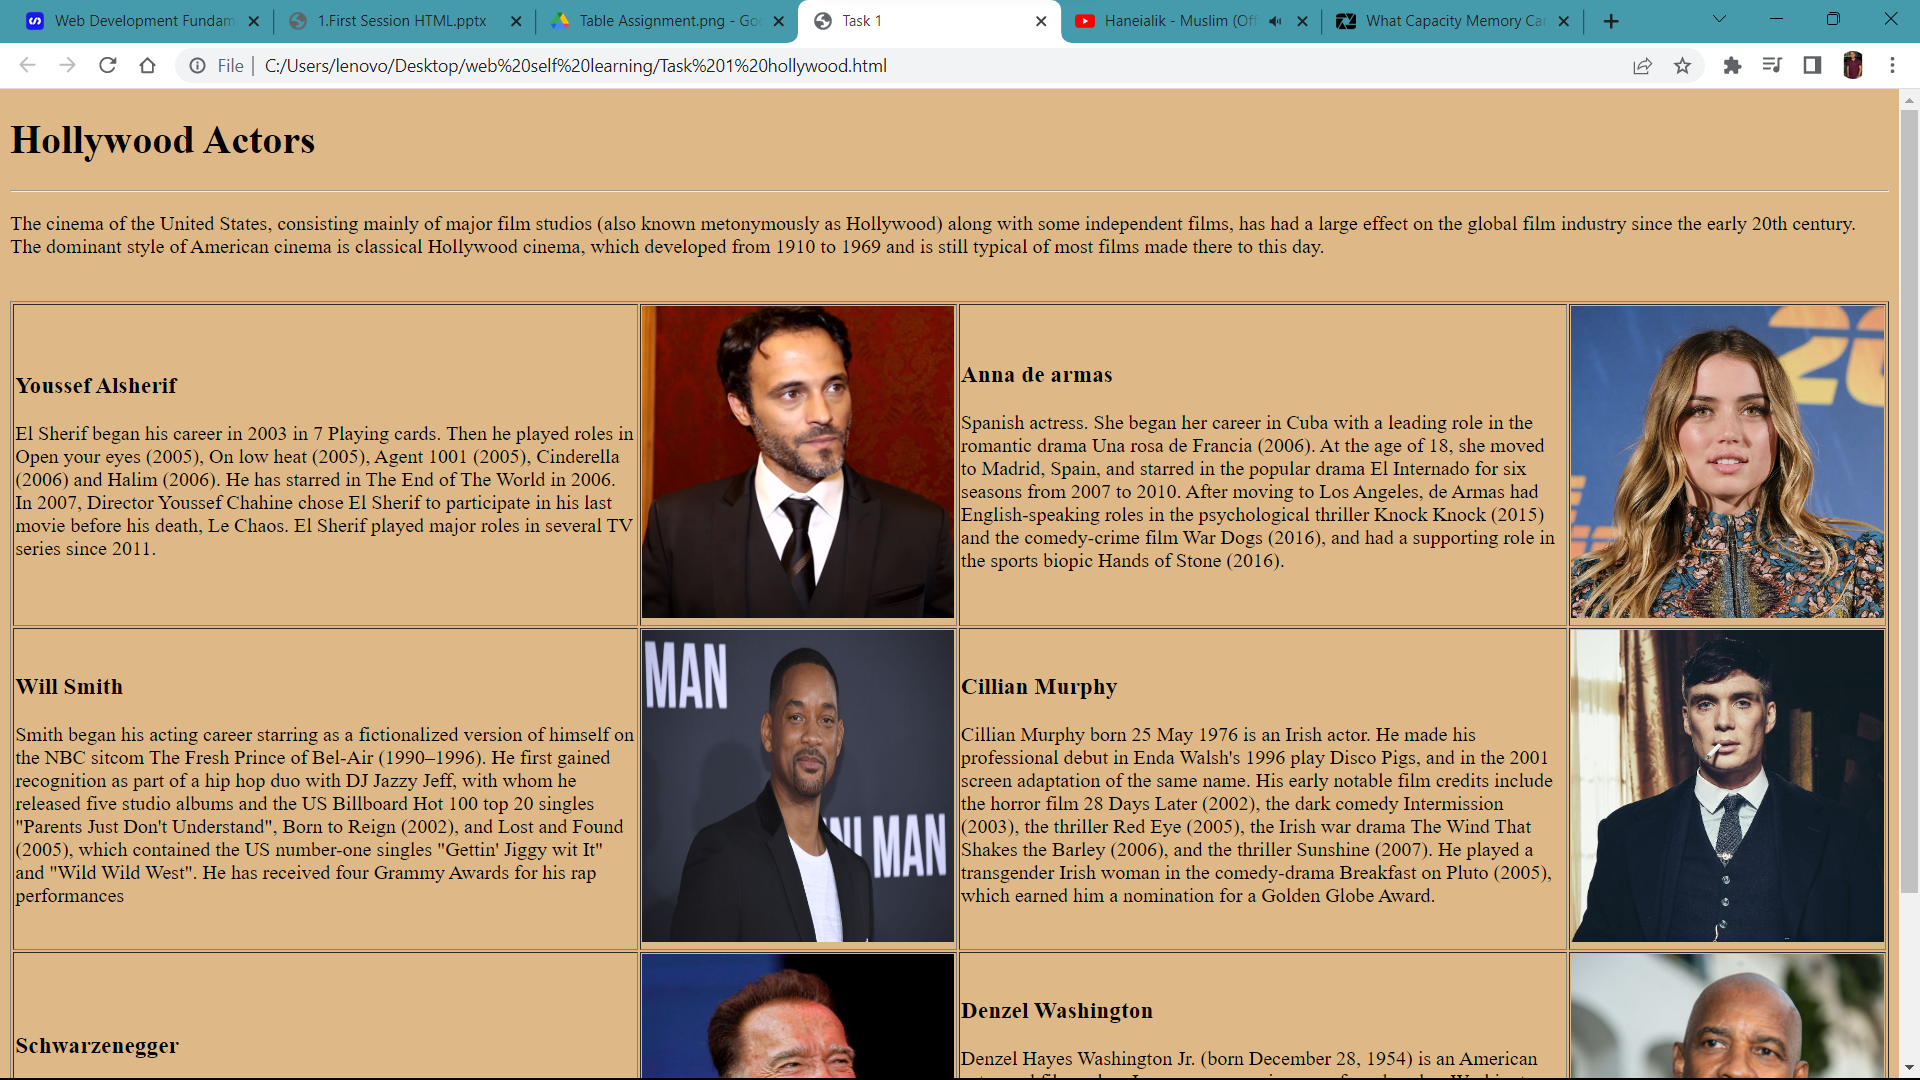 Web Development Fundam
1.First Session HTML.pptx
Table Assignment.png - Goo
Task 1
Haneialik - Muslim (Off
What Capacity Memory Car
File
C:/Users/lenovo/Desktop/web%20self%20learning/Task%201%20hollywood.html
Hollywood Actors
The cinema of the United States, consisting mainly of major film studios (also known metonymously as Hollywood) along with some independent films, has had a large effect on the global film industry since the early 20th century.
The dominant style of American cinema is classical Hollywood cinema, which developed from 1910 to 1969 and is still typical of most films made there to this day.
Youssef Alsherif
El Sherif began his career in 2003 in 7 Playing cards. Then he played roles in
Open your eyes (2005), On low heat (2005), Agent 1001 (2005), Cinderella
(2006) and Halim (2006). He has starred in The End of The World in 2006.
In 2007, Director Youssef Chahine chose El Sherif to participate in his last
movie before his death, Le Chaos. El Sherif played major roles in several TV
series since 2011.
Anna de armas
Spanish actress. She began her career in Cuba with a leading role in the
romantic drama Una rosa de Francia (2006). At the age of 18, she moved
to Madrid, Spain, and starred in the popular drama El Internado for six
seasons from 2007 to 2010. After moving to Los Angeles, de Armas had
English-speaking roles in the psychological thriller Knock Knock (2015)
and the comedy-crime film War Dogs (2016), and had a supporting role in
the sports biopic Hands of Stone (2016).
20
Will Smith
Smith began his acting career starring as a fictionalized version of himself on
the NBC sitcom The Fresh Prince of Bel-Air (1990–1996). He first gained
recognition as part of a hip hop duo with DJ Jazzy Jeff, with whom he
released five studio albums and the US Billboard Hot 100 top 20 singles
"Parents Just Don't Understand", Born to Reign (2002), and Lost and Found
(2005), which contained the US number-one singles "Gettin' Jiggy wit It"
and "Wild Wild West". He has received four Grammy Awards for his rap
performances
MAN
MAN
Cillian Murphy
Cillian Murphy born 25 May 1976 is an Irish actor. He made his
professional debut in Enda Walsh's 1996 play Disco Pigs, and in the 2001
screen adaptation of the same name. His early notable film credits include
the horror film 28 Days Later (2002), the dark comedy Intermission
(2003), the thriller Red Eye (2005), the Irish war drama The Wind That
Shakes the Barley (2006), and the thriller Sunshine (2007). He played a
transgender Irish woman in the comedy-drama Breakfast on Pluto (2005),
which earned him a nomination for a Golden Globe Award.
Schwarzenegger
Denzel Washington
Denzel Hayes Washington Jr. (born December 28, 1954) is an American